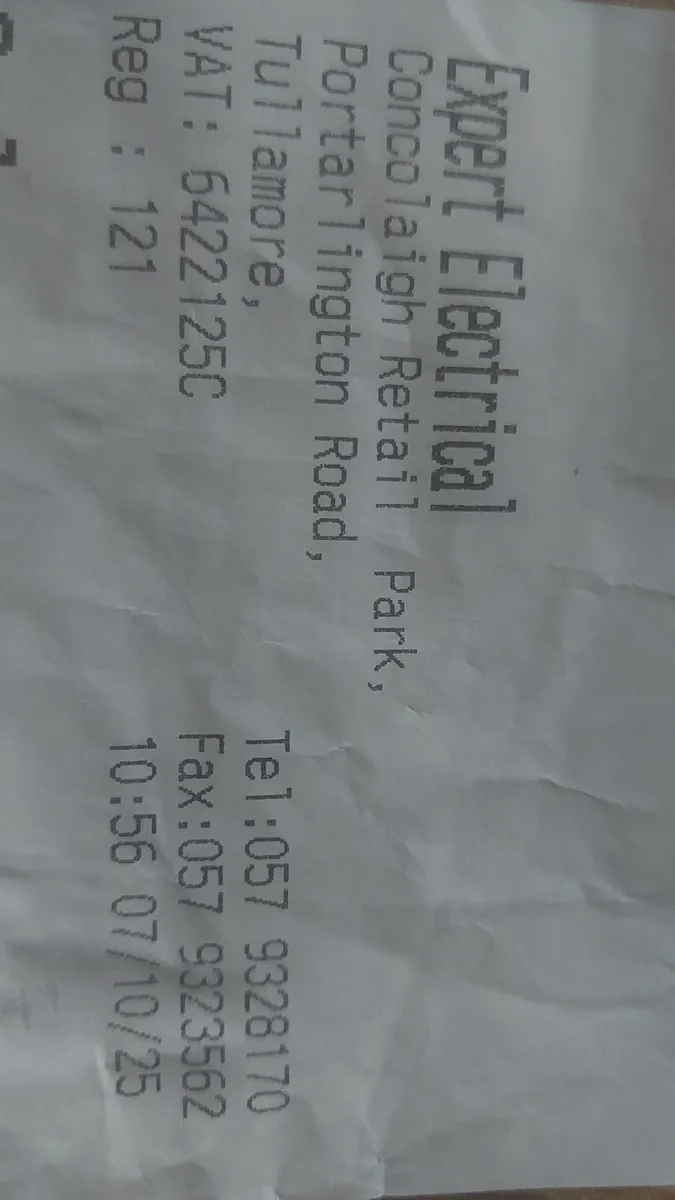 Expert Electrical
Concolaigh Retail Park,
Portarlington Road,
Tullamore, Tel:057 9328170
VAT: 6422125C Fax:057 9323562
Reg : 121 10:56 07/10/25